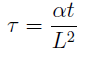 τ = αt / L²